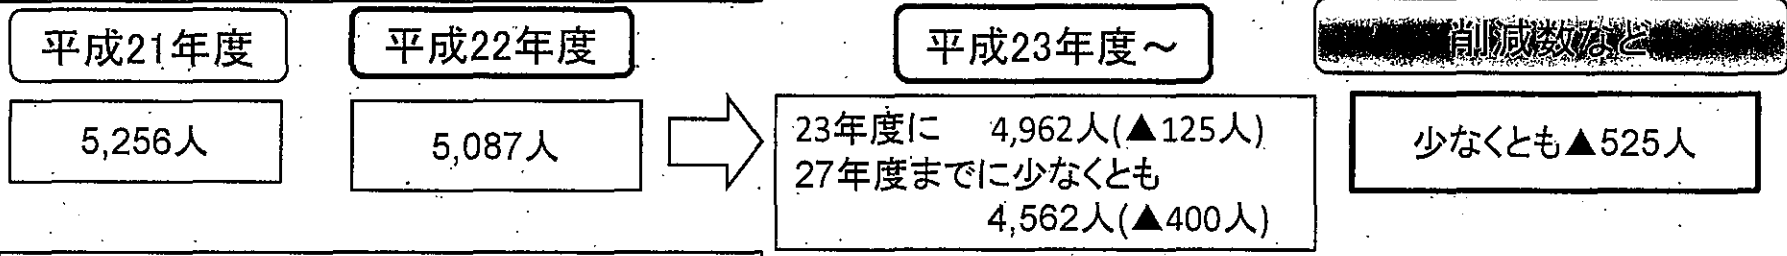 平成21年度
平成22年度
平成23年度～
削減数など
5,256人
5,087人
23年度に 4,962人(▲125人)
27年度までに少なくとも
4,562人(▲400人)
少なくとも▲525人